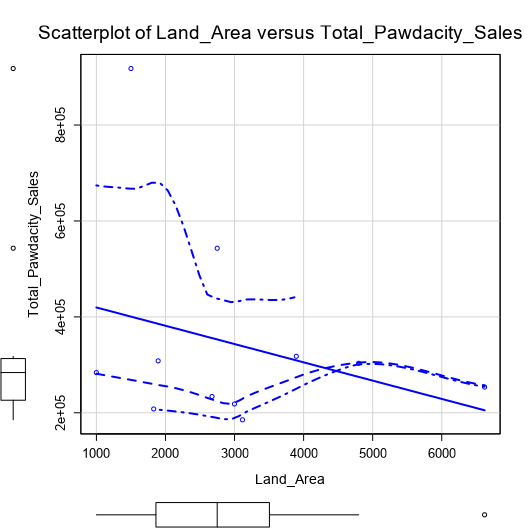 Scatterplot of Land_Area versus Total_Pawdacity_Sales
Total_Pawdacity_Sales
8e+05
6e+05
4e+05
2e+05
1000 2000 3000 4000 5000 6000
Land_Area